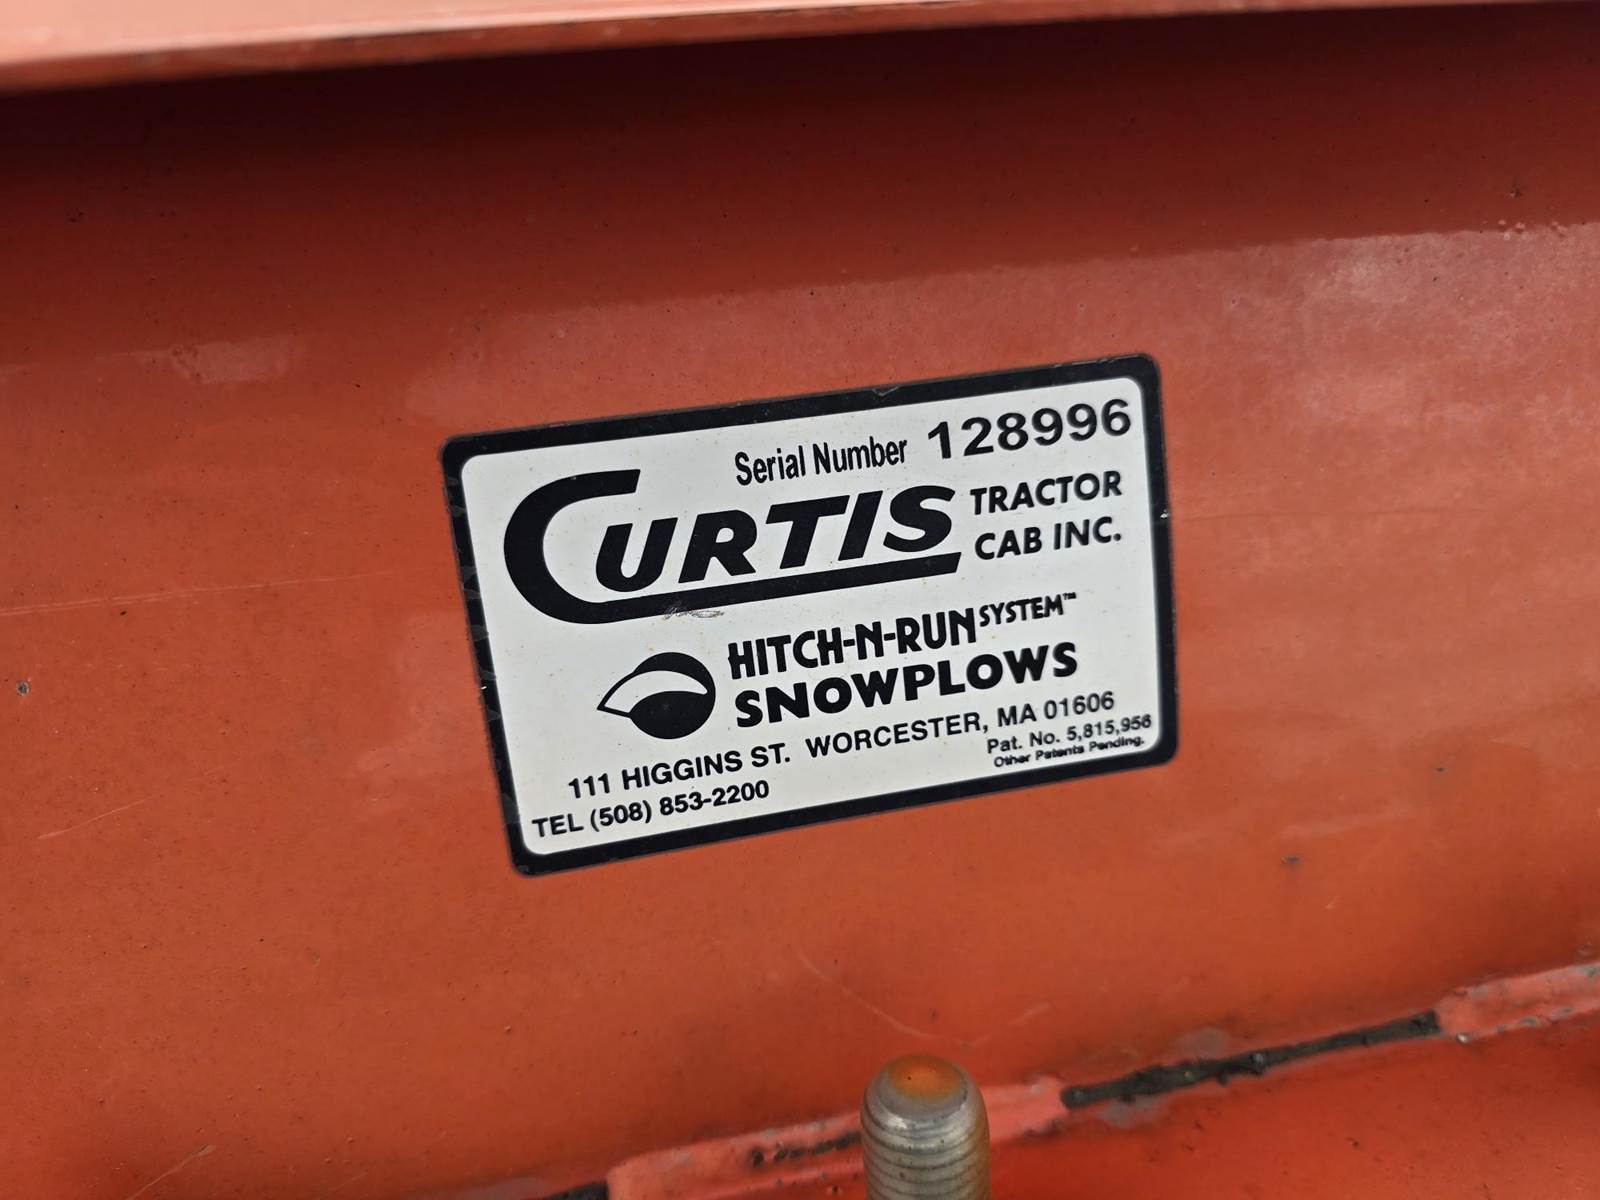 Serial Number 128996
CURTIS TRACTOR
CAB INC.
HITCH-N-RUN SYSTEM™
SNOWPLOWS
111 HIGGINS ST. WORCESTER, MA 01606
TEL (508) 853-2200
Pat. No. 5,815,956
Other Patents Pending.